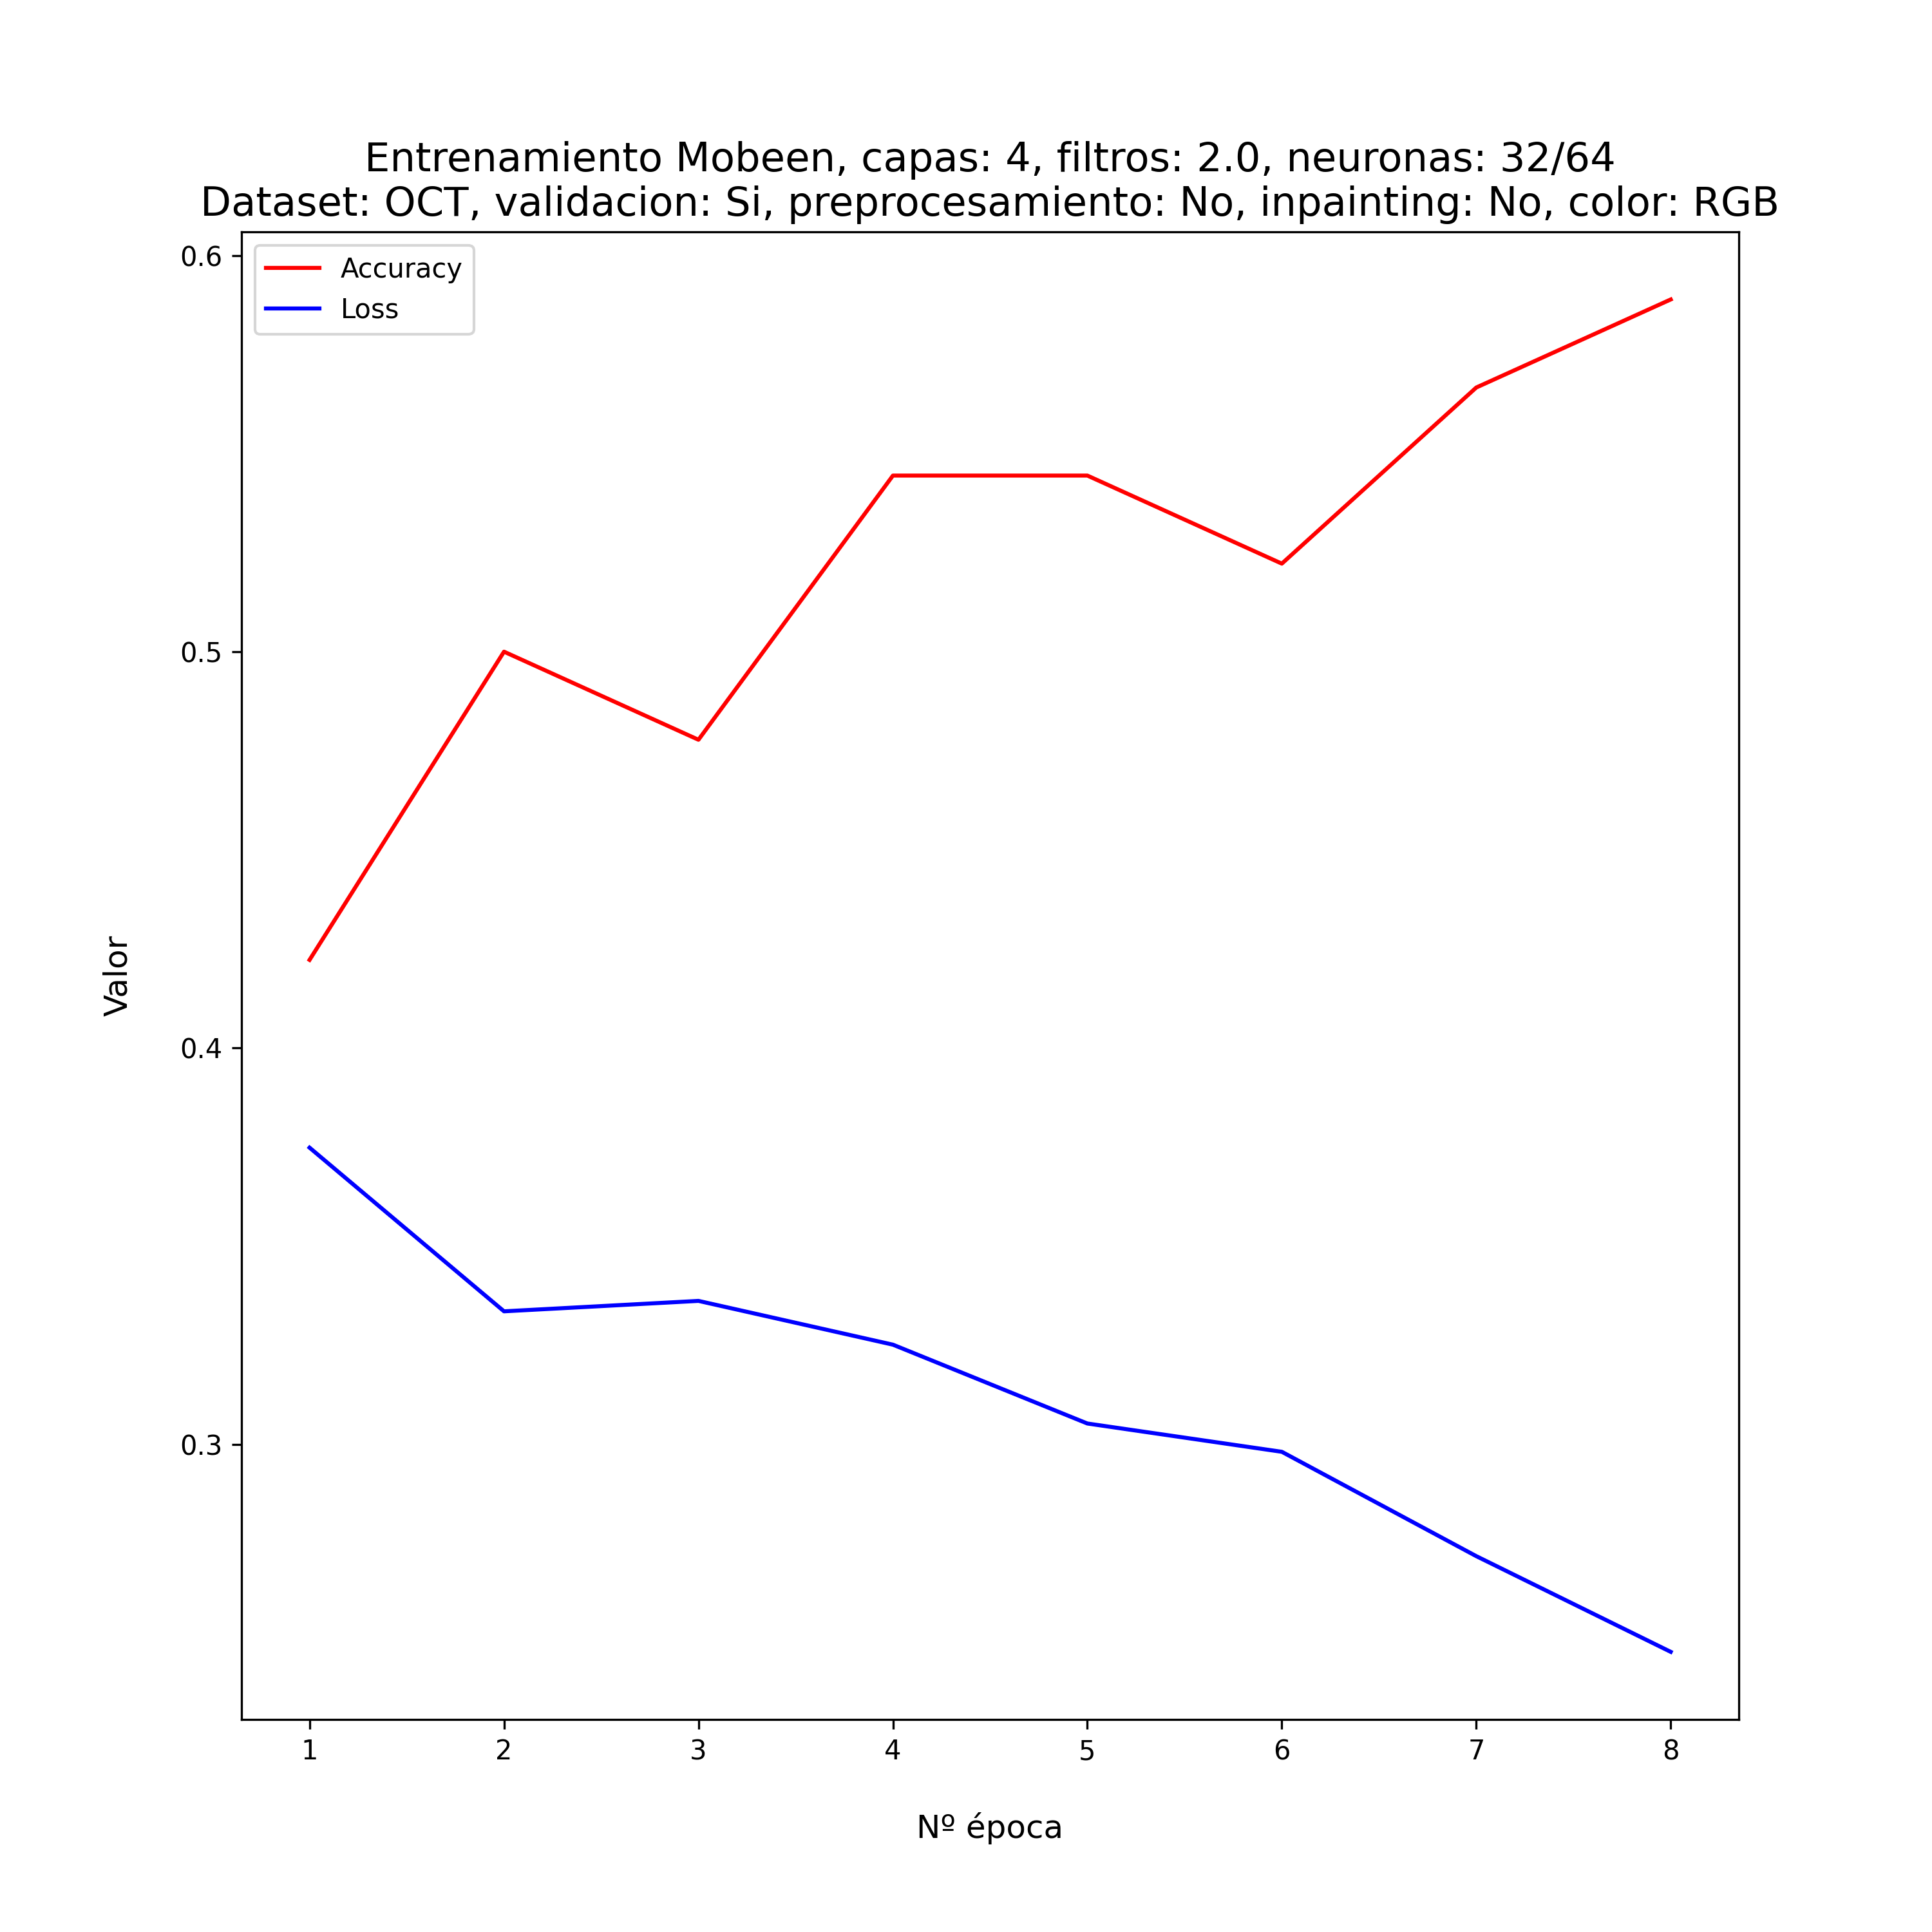 Entrenamiento Mobeen, capas: 4, filtros: 2.0, neuronas: 32/64
Dataset: OCT, validacion: Si, preprocesamiento: No, inpainting: No, color: RGB
Accuracy
Loss
0.6
0.5
0.4
0.3
Valor
1 2 3 4 5 6 7 8
Nº época